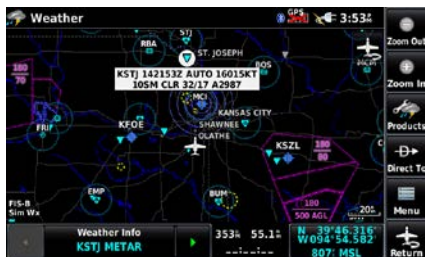 Weather
GPS
3:53
Zoom Out
STJ
RBA
ST. JOSEPH
180
70
KSTJ 142153Z AUTO 16015KT
10SM CLR 32/17 A2987
BOS
Zoom In
MCI
KANSAS CITY
Products
FRI
KFOE
SHAWNEE
OLATHE
KSZL
180
80
Direct To
EMP
BUM
180
500 AGL
20
Menu
FIS-B
Sim Wx
Weather Info
KSTJ METAR
353
55.1
--:--:--
N 39°46.316'
W094°54.582'
807' MSL
Return